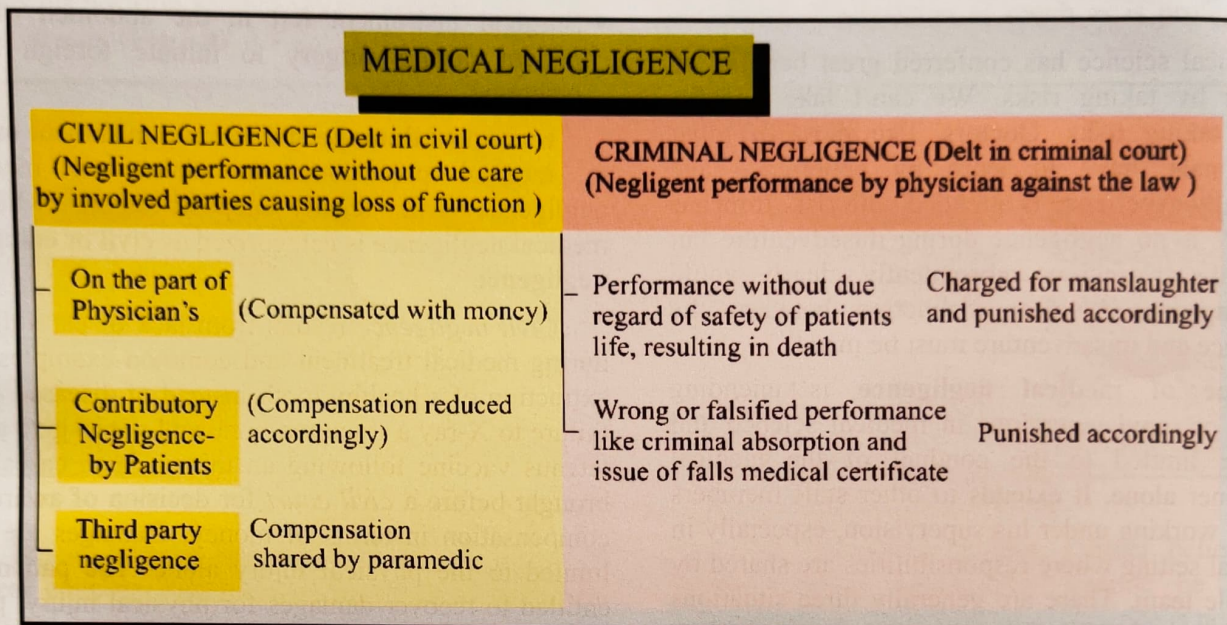 MEDICAL NEGLIGENCE
CIVIL NEGLIGENCE (Delt in civil court)
(Negligent performance without due care
by involved parties causing loss of function )
On the part of
Physician's
(Compensated with money)
Contributory
Negligence-
by Patients
(Compensation reduced
accordingly)
Third party
negligence
Compensation
shared by paramedic
CRIMINAL NEGLIGENCE (Delt in criminal court)
(Negligent performance by physician against the law )
Performance without due
regard of safety of patients
life, resulting in death
Charged for manslaughter
and punished accordingly
Wrong or falsified performance
like criminal absorption and
issue of falls medical certificate
Punished accordingly